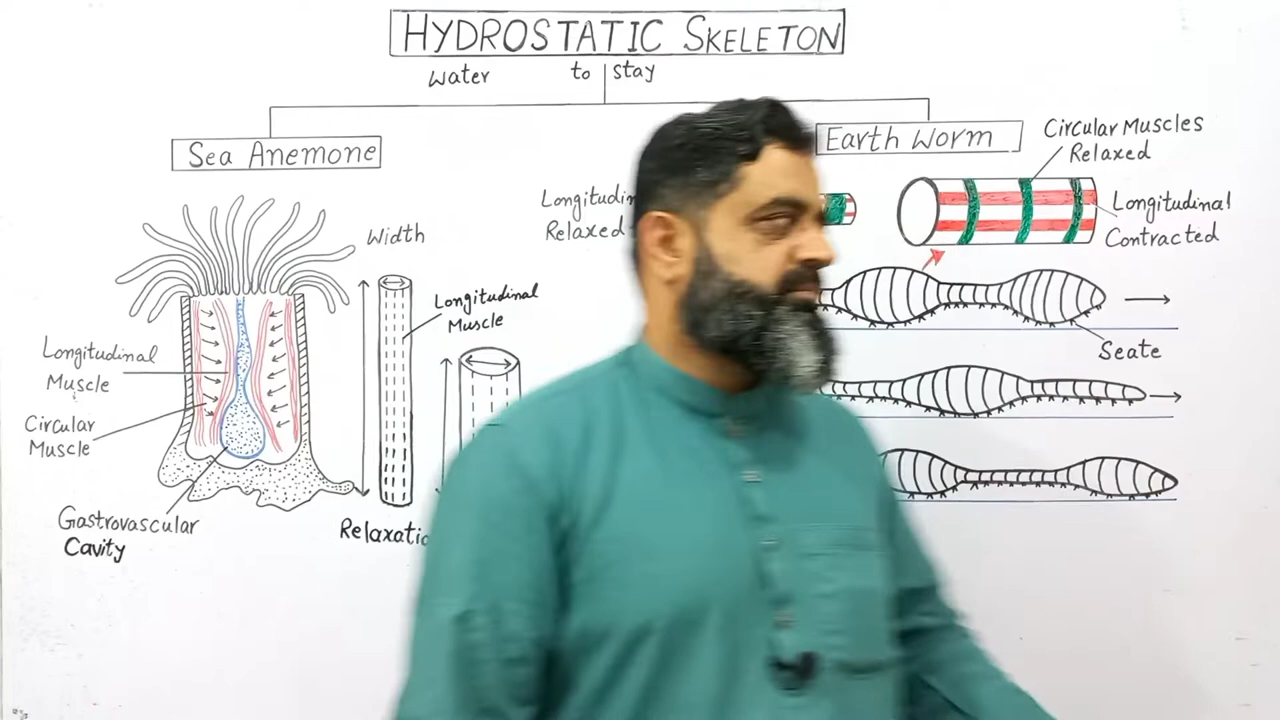 HYDROSTATIC SKELETON
water to stay
Sea Anemone
Earth Worm
Circular Muscles
Relaxed
Longitudinal
Contracted
Relaxed
Width
Longitudinal
Muscle
Longitudinal
Muscle
Circular
Muscle
Gastrovascular
Cavity
Seate